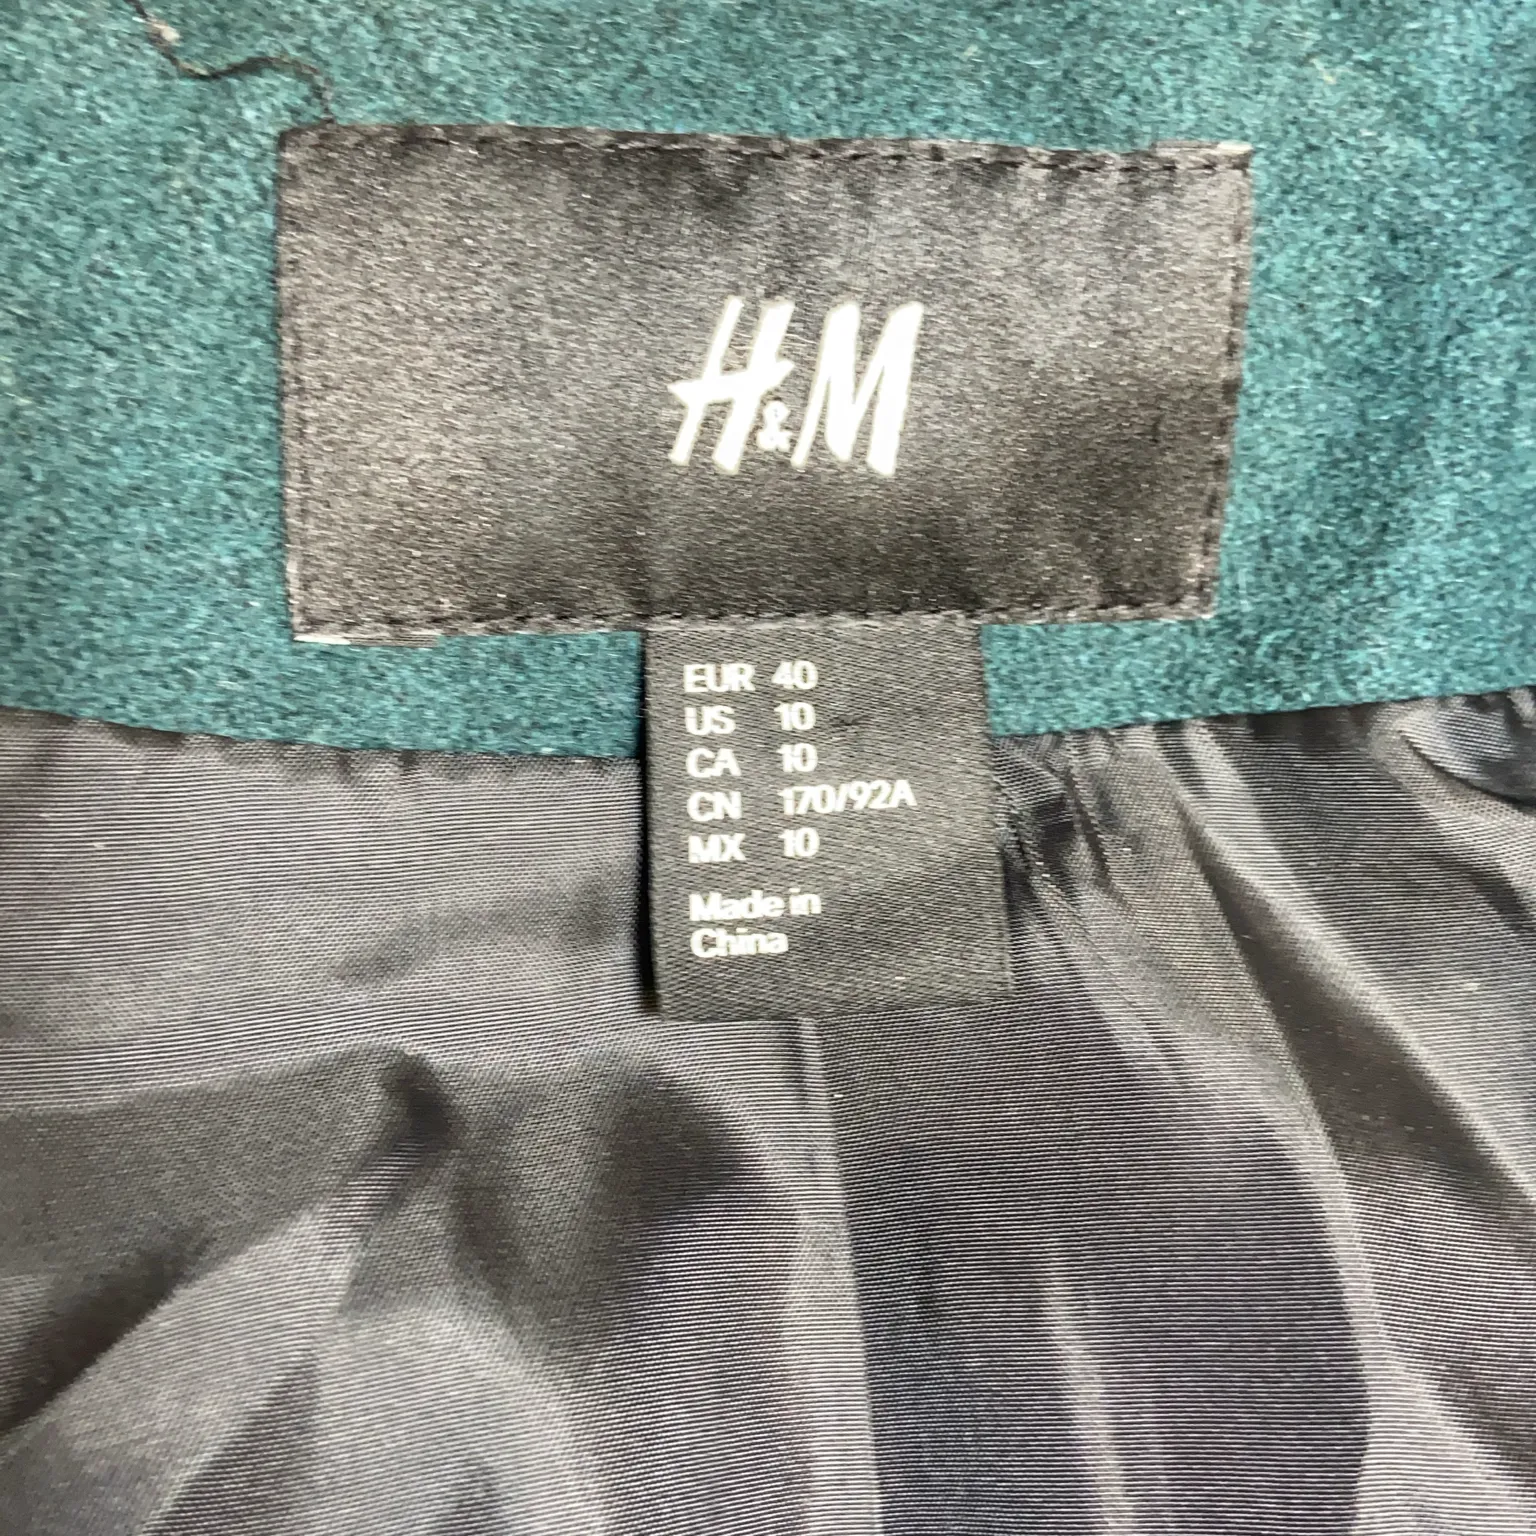 H&M
EUR 40
US 10
CA 10
CN 170/92A
MX 10
Made in
China